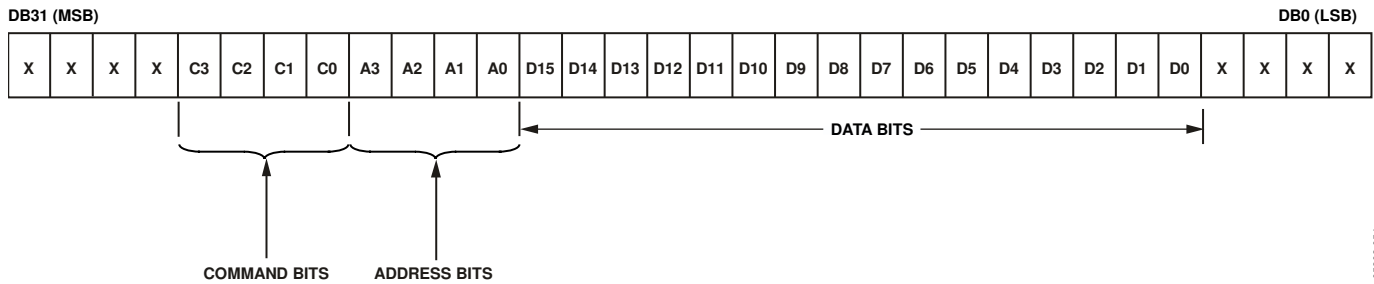 DB31 (MSB) DB0 (LSB)
X X X X C3 C2 C1 C0 A3 A2 A1 A0 D15 D14 D13 D12 D11 D10 D9 D8 D7 D6 D5 D4 D3 D2 D1 D0 X X X X
DATA BITS
COMMAND BITS ADDRESS BITS